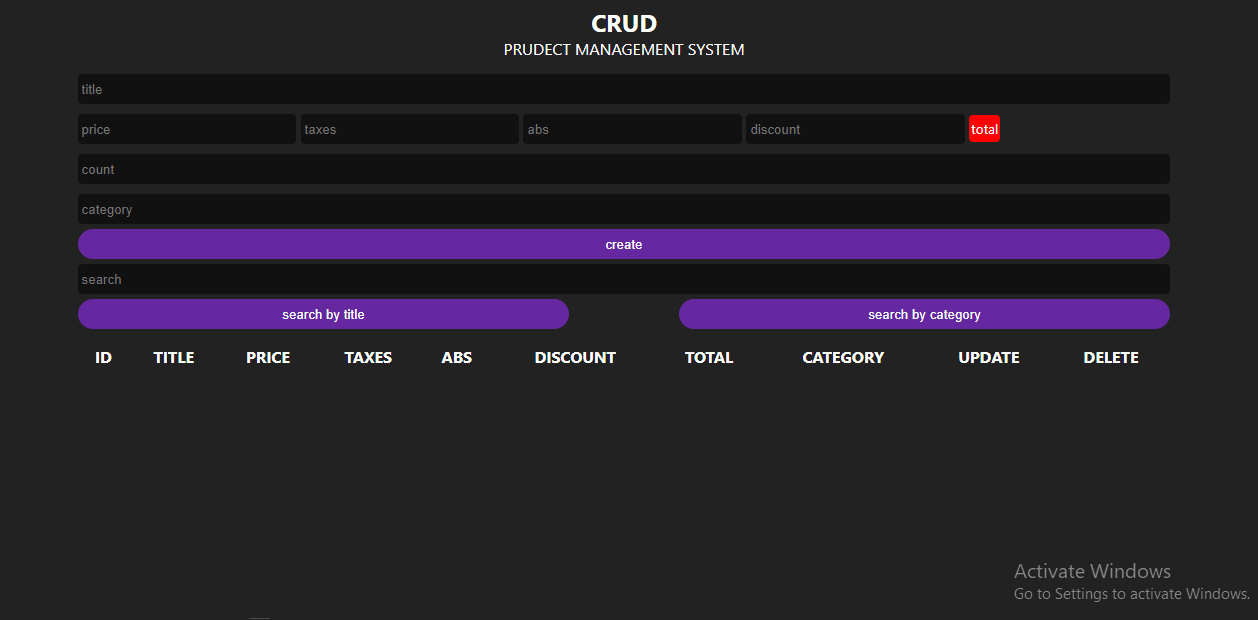 CRUD
PRUDECT MANAGEMENT SYSTEM
title
price taxes abs discount total
count
category
create
search
search by title search by category
ID TITLE PRICE TAXES ABS DISCOUNT TOTAL CATEGORY UPDATE DELETE
Activate Windows
Go to Settings to activate Windows.